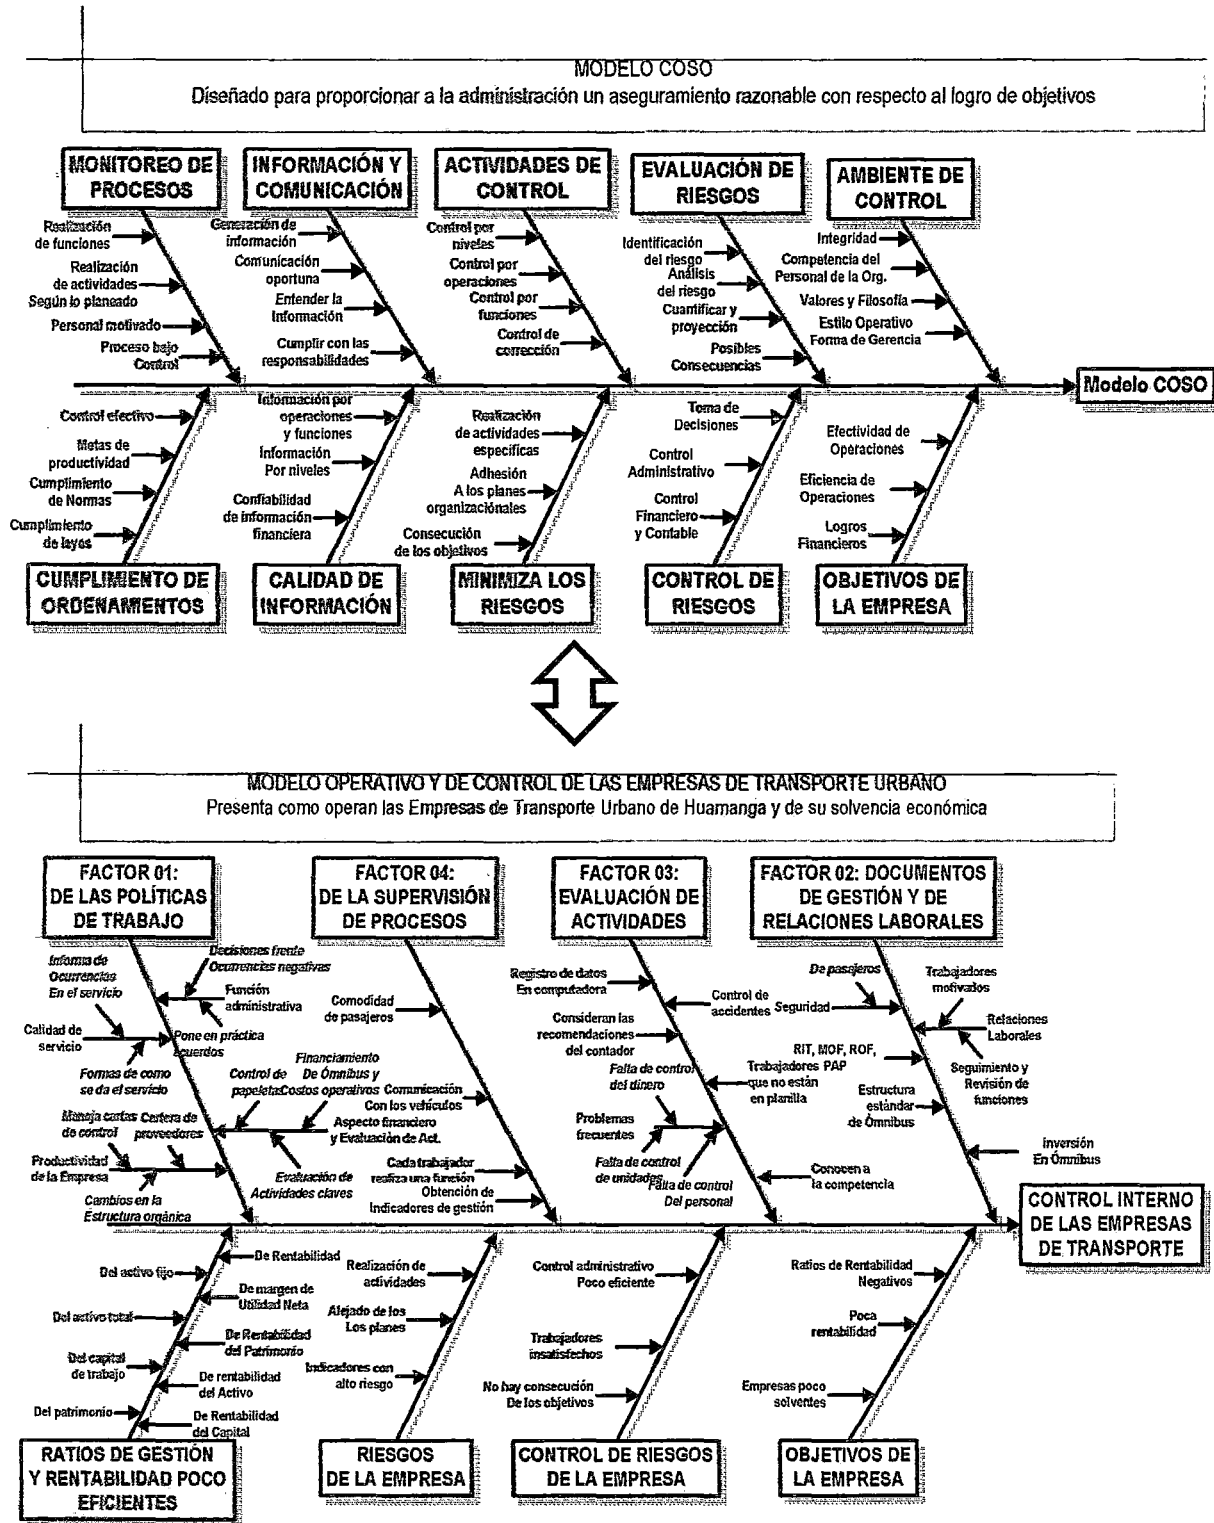 MODELO COSO
Diseñado para proporcionar a la administración un aseguramiento razonable con respecto al logro de objetivos
MONITOREO DE
PROCESOS
INFORMACIÓN Y
COMUNICACIÓN
ACTIVIDADES DE
CONTROL
EVALUACIÓN DE
RIESGOS
AMBIENTE DE
CONTROL
Realización
de funciones
Realización
de actividades
Según lo planeado
Personal motivado
Proceso bajo
Control
Generación de
información
Comunicación
oportuna
Entender la
Información
Cumplir con las
responsabilidades
Control por
niveles
Control por
operaciones
Control por
funciones
Control de
corrección
Identificación
del riesgo
Análisis
del riesgo
Cuantificar y
proyección
Posibles
Consecuencias
Integridad
Competencia del
Personal de la Org.
Valores y Filosofía
Estilo Operativo
Forma de Gerencia
Modelo COSO
Control efectivo
Metas de
productividad
Cumplimiento
de Normas
Cumplimiento
de leyes
Información por
operaciones
y funciones
Información
Por niveles
Confiabilidad
de información
financiera
Realización
de actividades
específicas
Adhesión
A los planes
organizacionales
Consecución
de los objetivos
Toma de
Decisiones
Control
Administrativo
Control
Financiero
y Contable
Efectividad de
Operaciones
Eficiencia de
Operaciones
Logros
Financieros
CUMPLIMIENTO DE
ORDENAMIENTOS
CALIDAD DE
INFORMACIÓN
MINIMIZA LOS
RIESGOS
CONTROL DE
RIESGOS
OBJETIVOS DE
LA EMPRESA
MODELO OPERATIVO Y DE CONTROL DE LAS EMPRESAS DE TRANSPORTE URBANO
Presenta como operan las Empresas de Transporte Urbano de Huamanga y de su solvencia económica
FACTOR 01:
DE LAS POLÍTICAS
DE TRABAJO
FACTOR 04:
DE LA SUPERVISIÓN
DE PROCESOS
FACTOR 03:
EVALUACIÓN DE
ACTIVIDADES
FACTOR 02: DOCUMENTOS
DE GESTIÓN Y DE
RELACIONES LABORALES
Informa de
Ocurrencias
En el servicio
Decisiones frente
Ocurrencias negativas
Función
administrativa
Calidad de
servicio
Pone en práctica
acuerdos
Formas de como
se da el servicio
Maneja cartas
de control
Cartera de
proveedores
Productividad
de la Empresa
Cambios en la
Estructura orgánica
Control de
papeletas
Financiamiento
De Ómnibus y
Costos operativos
Aspecto financiero
y Evaluación de Act.
Evaluación de
Actividades claves
Comodidad
de pasajeros
Comunicación
Con los vehículos
Cada trabajador
realiza una función
Obtención de
Indicadores de gestión
Registro de datos
En computadora
Control de
accidentes
Consideran las
recomendaciones
del contador
Falta de control
del dinero
Trabajadores
que no están
en planilla
Problemas
frecuentes
Falta de control
de unidades
Falta de control
Del personal
Conocen a
la competencia
De pasajeros
Seguridad
Trabajadores
motivados
Relaciones
Laborales
RIT, MOF, ROF,
PAP
Seguimiento y
Revisión de
funciones
Estructura
estándar
de Ómnibus
Inversión
En Ómnibus
CONTROL INTERNO
DE LAS EMPRESAS
DE TRANSPORTE
De Rentabilidad
Del activo fijo
De margen de
Utilidad Neta
Del activo total
De Rentabilidad
del Patrimonio
Del capital
de trabajo
De rentabilidad
del Activo
Del patrimonio
De Rentabilidad
del Capital
Realización de
actividades
Alejado de los
Los planes
Indicadores con
alto riesgo
Control administrativo
Poco eficiente
Trabajadores
insatisfechos
No hay consecución
De los objetivos
Ratios de Rentabilidad
Negativos
Poca
rentabilidad
Empresas poco
solventes
RATIOS DE GESTIÓN
Y RENTABILIDAD POCO
EFICIENTES
RIESGOS
DE LA EMPRESA
CONTROL DE RIESGOS
DE LA EMPRESA
OBJETIVOS DE
LA EMPRESA